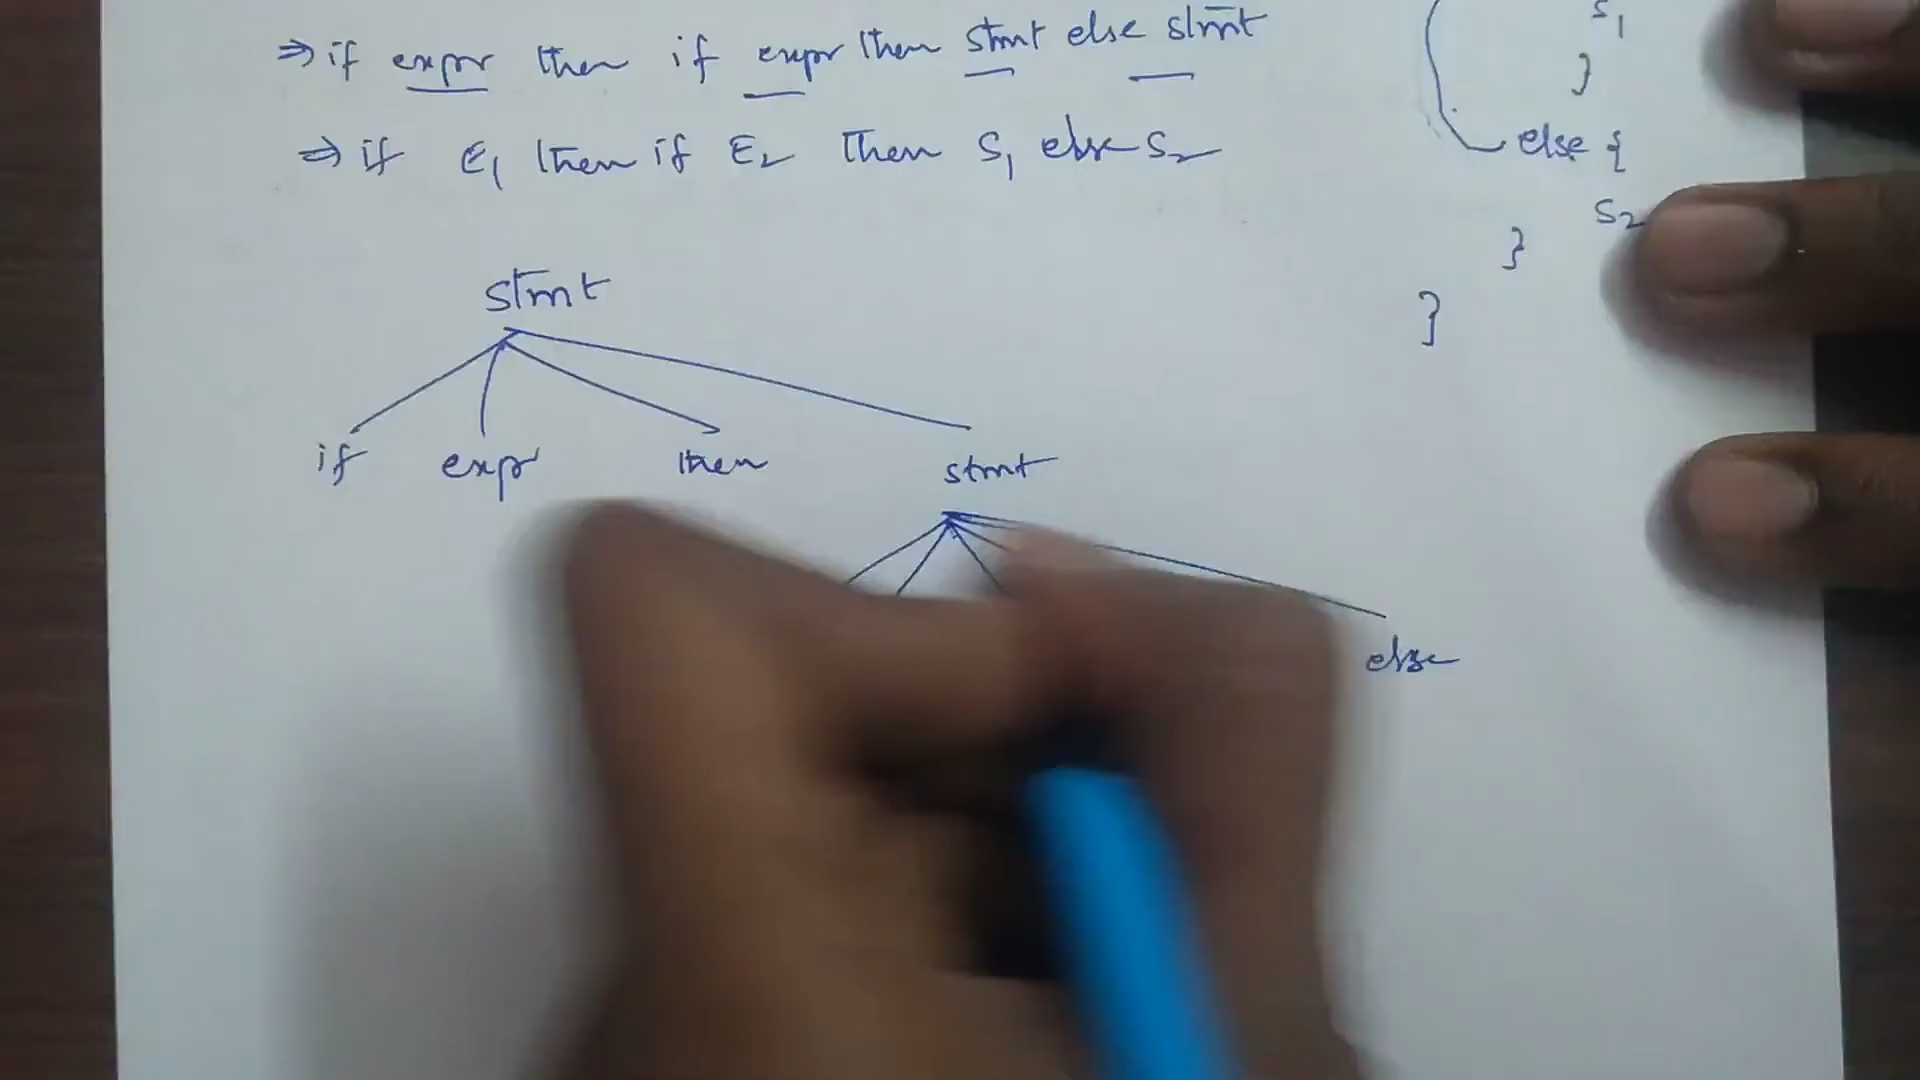 ⇒ if expr then if expr then stmt else stmt
⇒ if E1 then if E2 then S1 else S2
S1
}
else {
S2
}
}
stmt
if expr then stmt
else